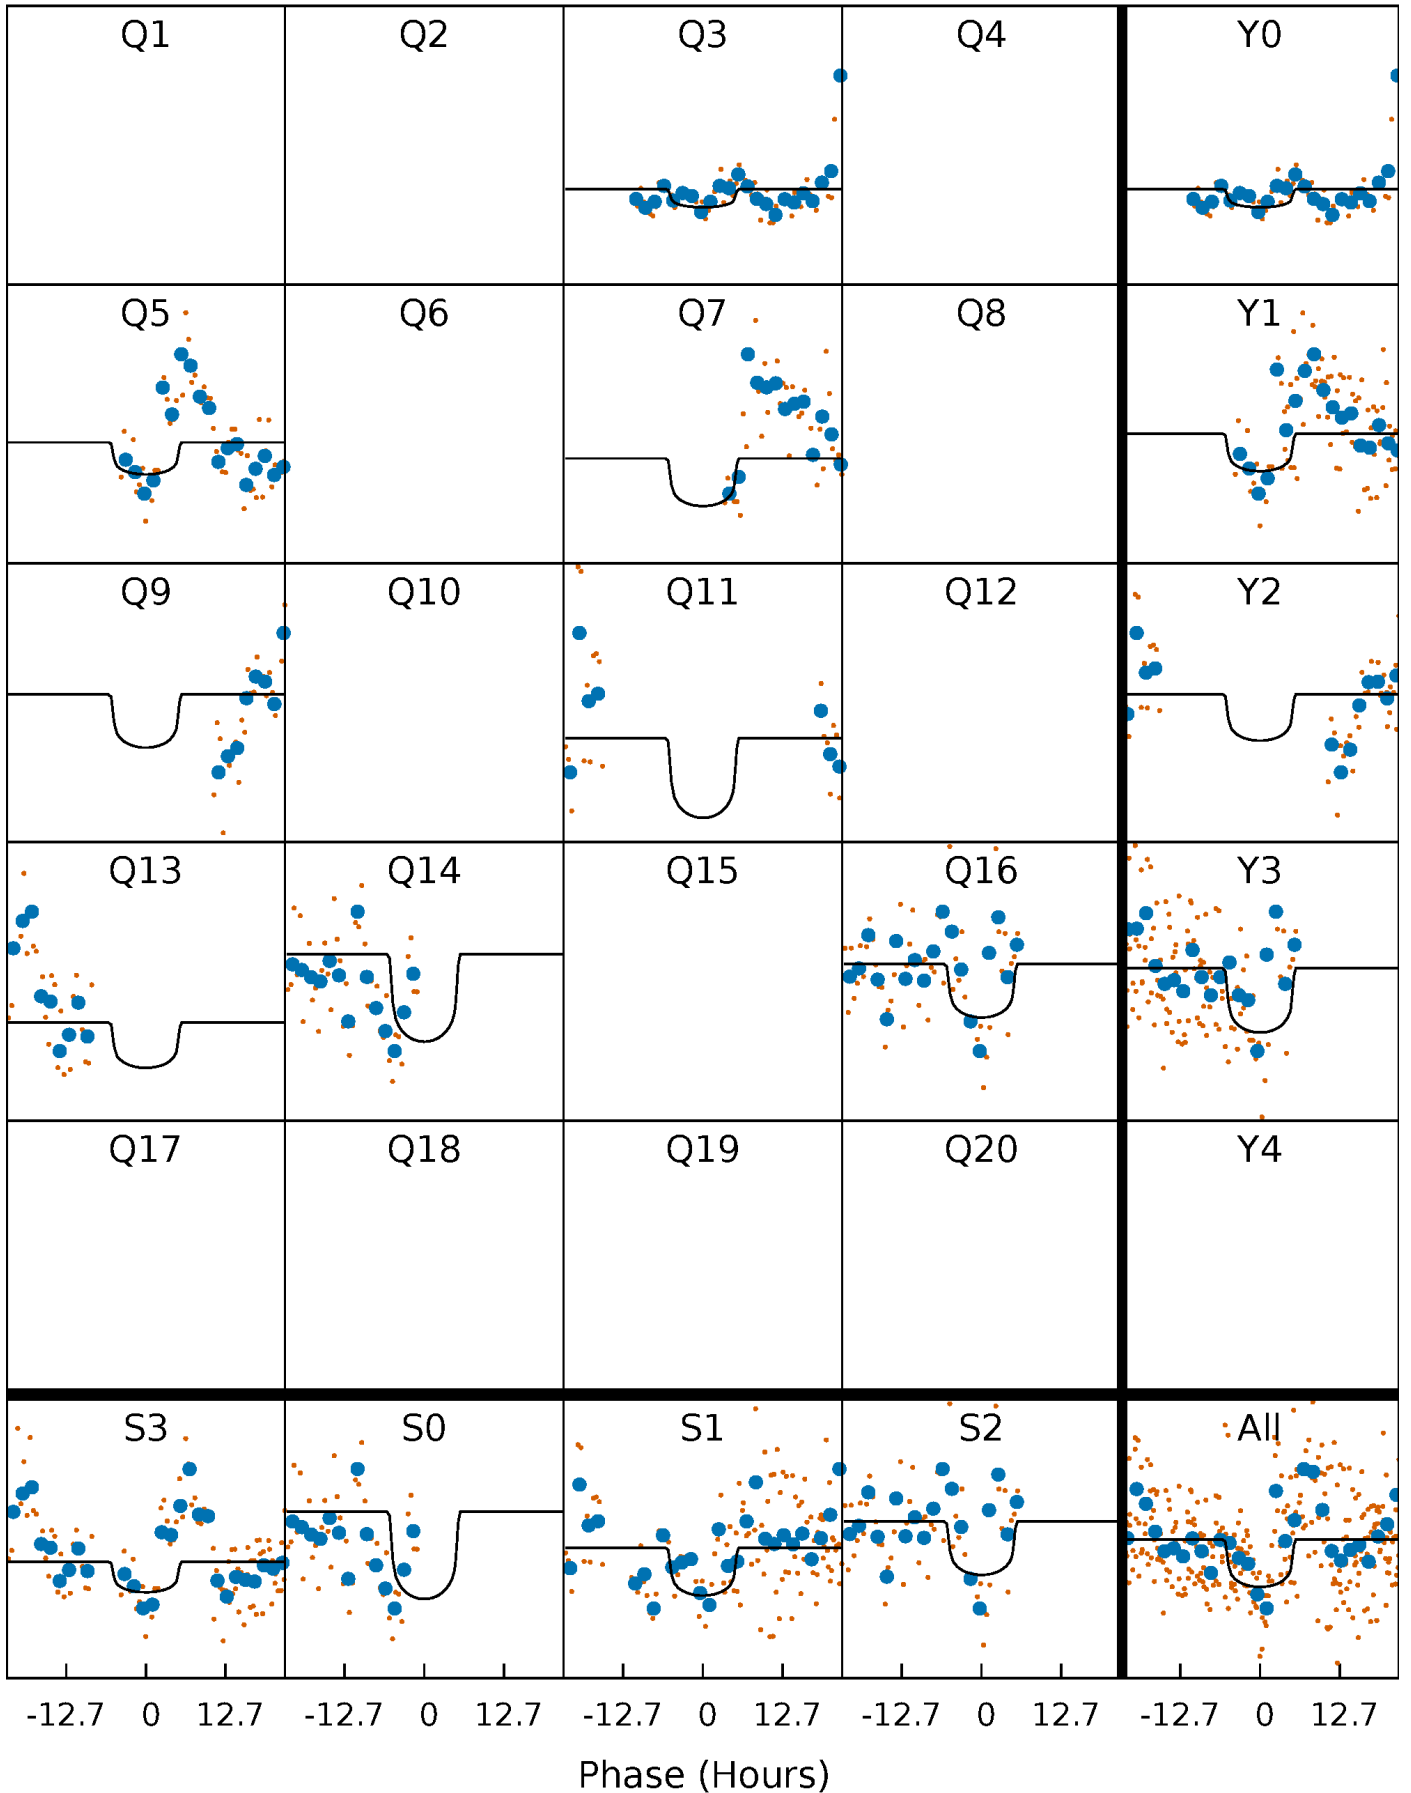 Q1 Q2 Q3 Q4 Y0
Q5 Q6 Q7 Q8 Y1
Q9 Q10 Q11 Q12 Y2
Q13 Q14 Q15 Q16 Y3
Q17 Q18 Q19 Q20 Y4
S3 S0 S1 S2 All
-12.7 0 12.7 -12.7 0 12.7 -12.7 0 12.7 -12.7 0 12.7 -12.7 0 12.7
Phase (Hours)